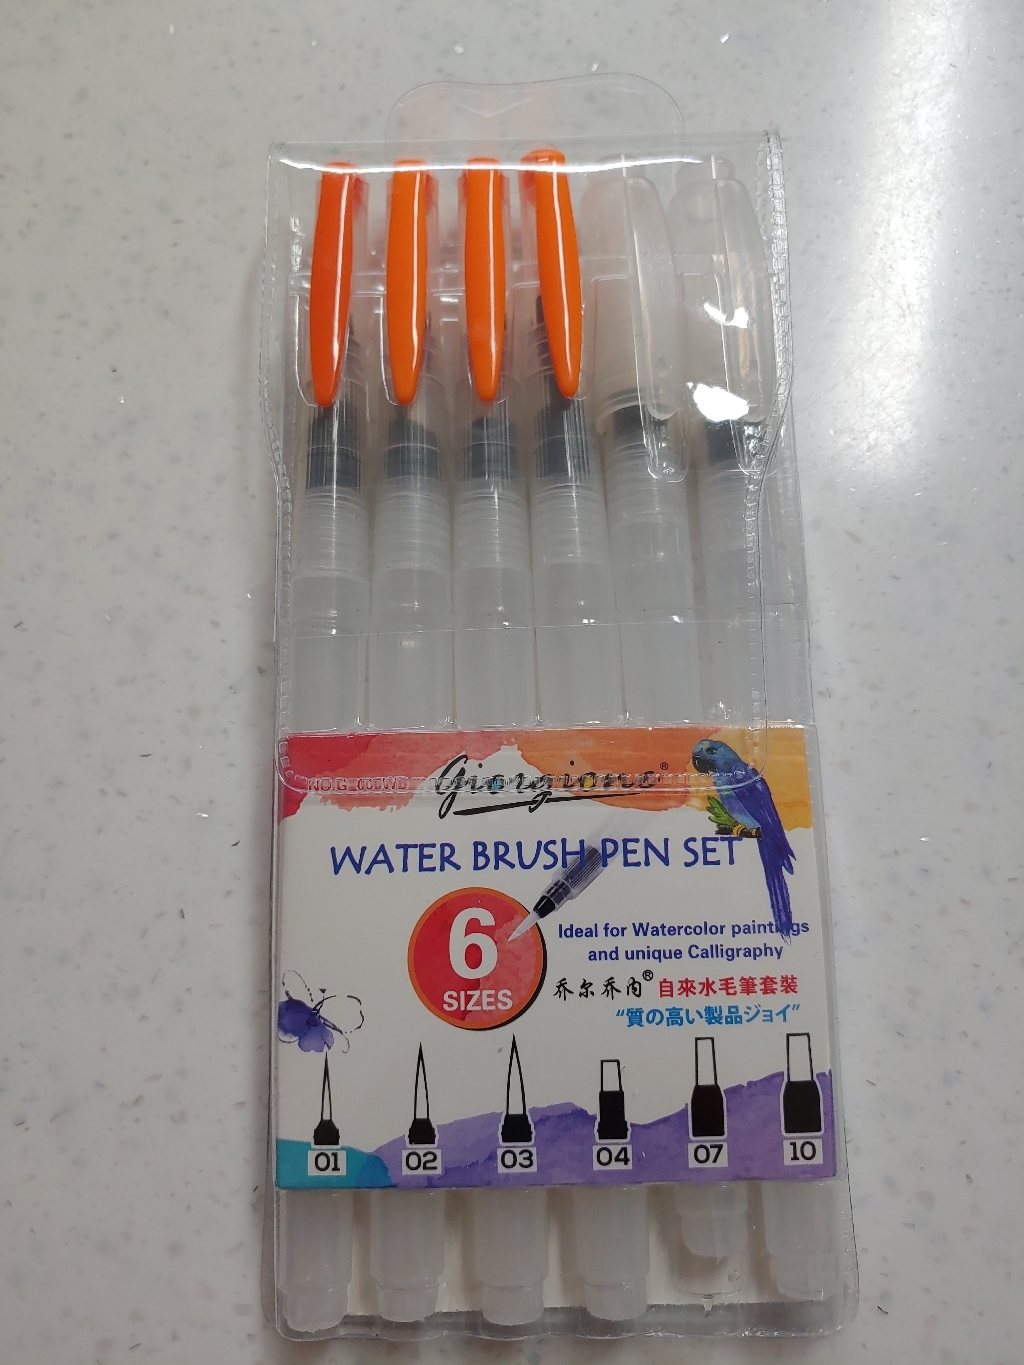 Giorgione®
WATER BRUSH PEN SET
6
SIZES
Ideal for Watercolor paintings
and unique Calligraphy
乔尔乔内® 自來水毛筆套裝
“質の高い製品ジョイ”
01 02 03 04 07 10